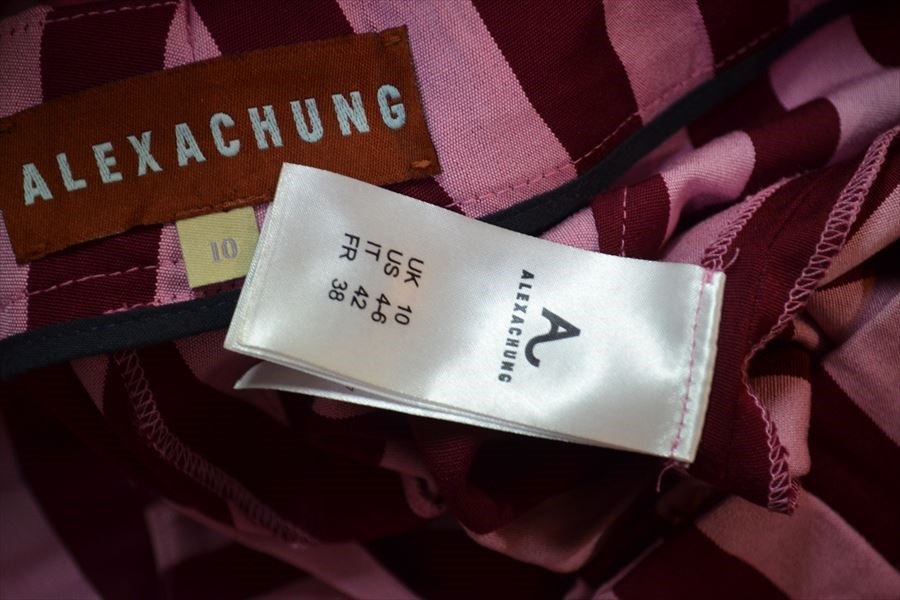 ALEXACHUNG
10
UK 10
US 4-6
IT 42
FR 38
A
ALEXACHUNG